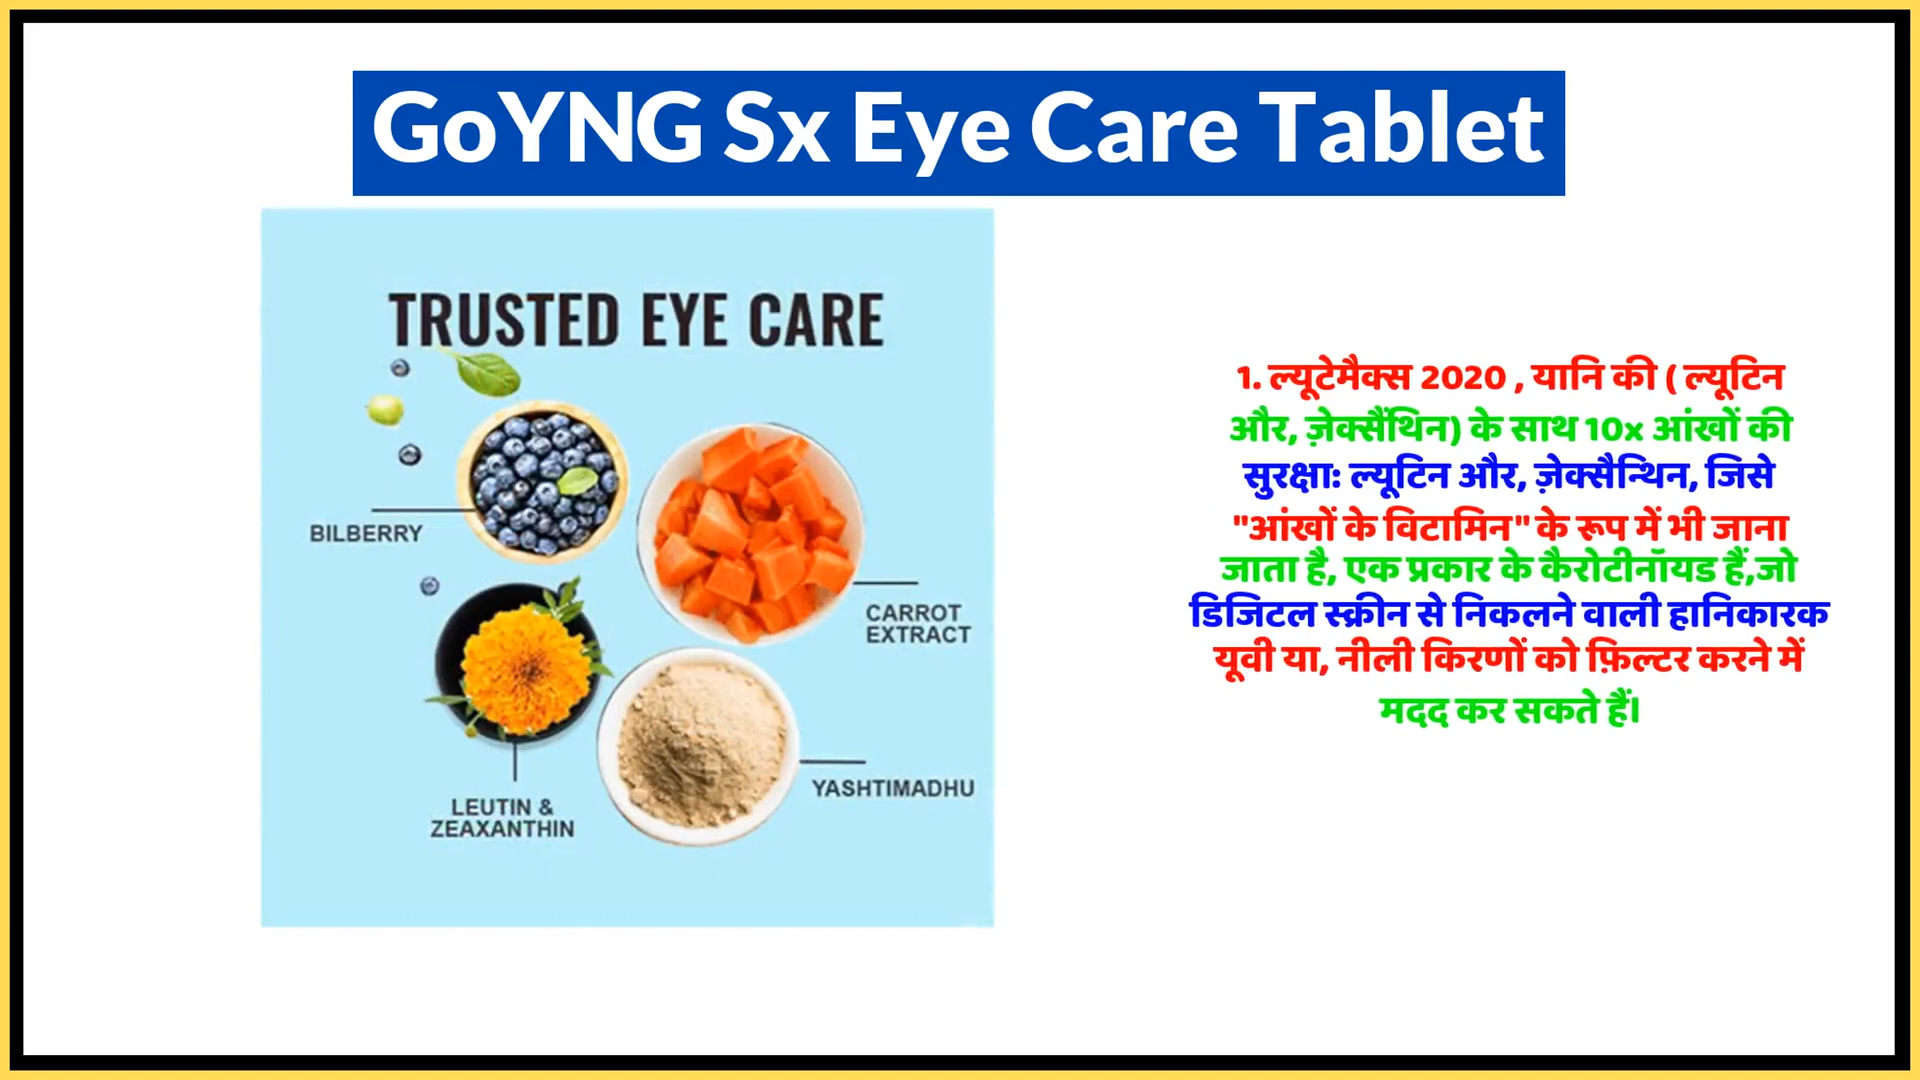 GoYNG Sx Eye Care Tablet
TRUSTED EYE CARE
BILBERRY
CARROT
EXTRACT
LEUTIN &
ZEAXANTHIN
YASHTIMADHU
1. ल्यूटेमैक्स 2020 , यानि की ( ल्यूटिन
और, ज़ेक्सैंथिन) के साथ 10x आंखों की
सुरक्षाः ल्यूटिन और, ज़ेक्सैन्थिन, जिसे
"आंखों के विटामिन" के रूप में भी जाना
जाता है, एक प्रकार के कैरोटीनॉयड हैं,जो
डिजिटल स्क्रीन से निकलने वाली हानिकारक
यूवी या, नीली किरणों को फ़िल्टर करने में
मदद कर सकते हैं।